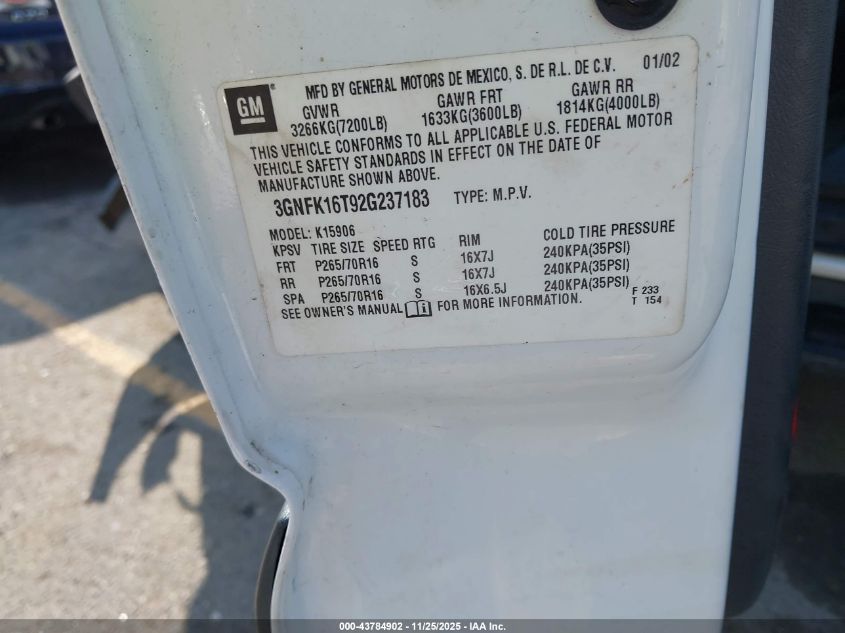 GM
MFD BY GENERAL MOTORS DE MEXICO, S. DE R.L. DE C.V. 01/02
GVWR GAWR FRT GAWR RR
3266KG(7200LB) 1633KG(3600LB) 1814KG(4000LB)
THIS VEHICLE CONFORMS TO ALL APPLICABLE U.S. FEDERAL MOTOR
VEHICLE SAFETY STANDARDS IN EFFECT ON THE DATE OF
MANUFACTURE SHOWN ABOVE.
3GNFK16T92G237183 TYPE: M.P.V.
MODEL: K15906
KPSV TIRE SIZE SPEED RTG RIM COLD TIRE PRESSURE
FRT P265/70R16 S 16X7J 240KPA(35PSI)
RR P265/70R16 S 16X7J 240KPA(35PSI)
SPA P265/70R16 S 16X6.5J 240KPA(35PSI)
SEE OWNER'S MANUAL i FOR MORE INFORMATION.
F 233
T 154
000-43784902 - 11/25/2025 - IAA Inc.